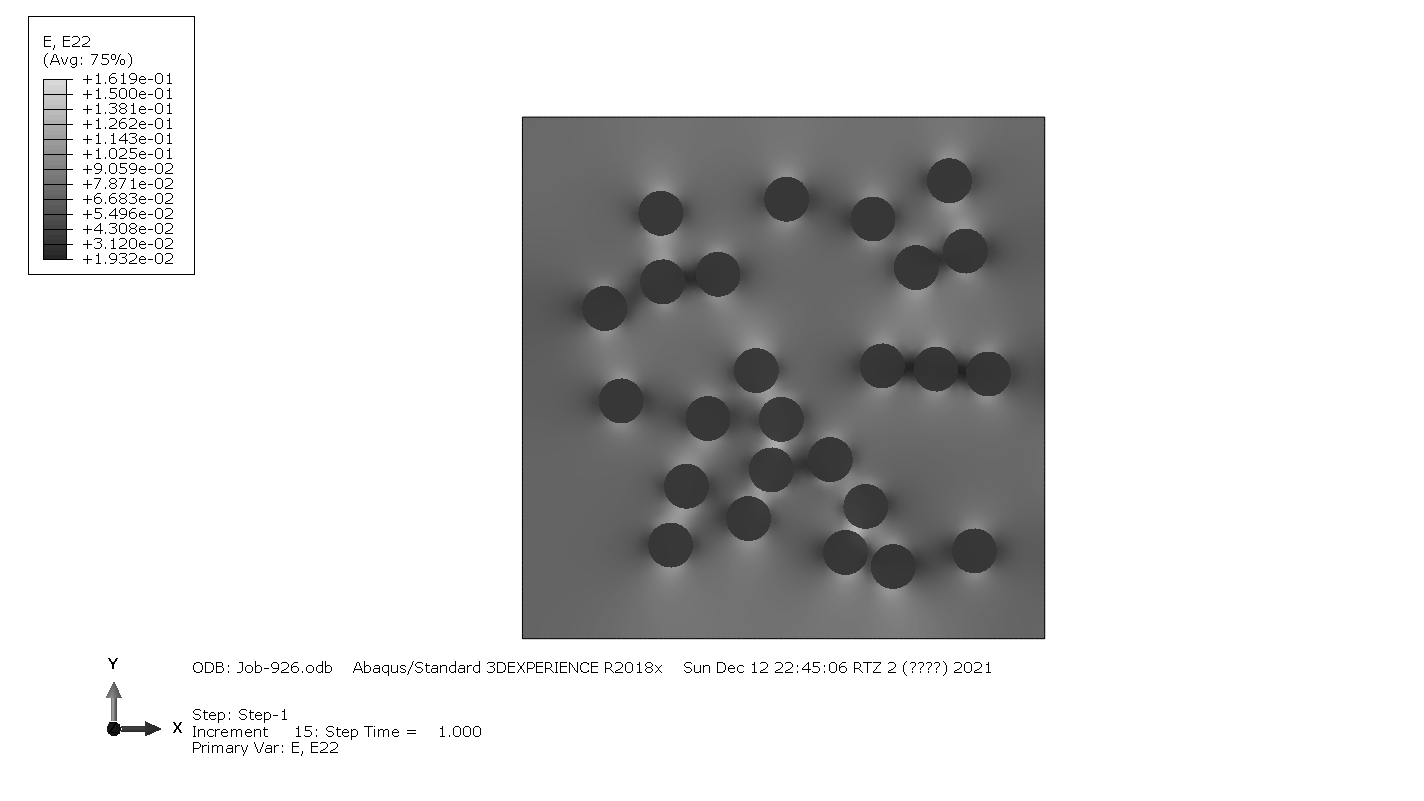 E, E22
(Avg: 75%)
+1.619e-01
+1.500e-01
+1.381e-01
+1.262e-01
+1.143e-01
+1.025e-01
+9.059e-02
+7.871e-02
+6.683e-02
+5.496e-02
+4.308e-02
+3.120e-02
+1.932e-02
Y
X
ODB: Job-926.odb Abaqus/Standard 3DEXPERIENCE R2018x Sun Dec 12 22:45:06 RTZ 2 (????) 2021
Step: Step-1
Increment 15: Step Time = 1.000
Primary Var: E, E22